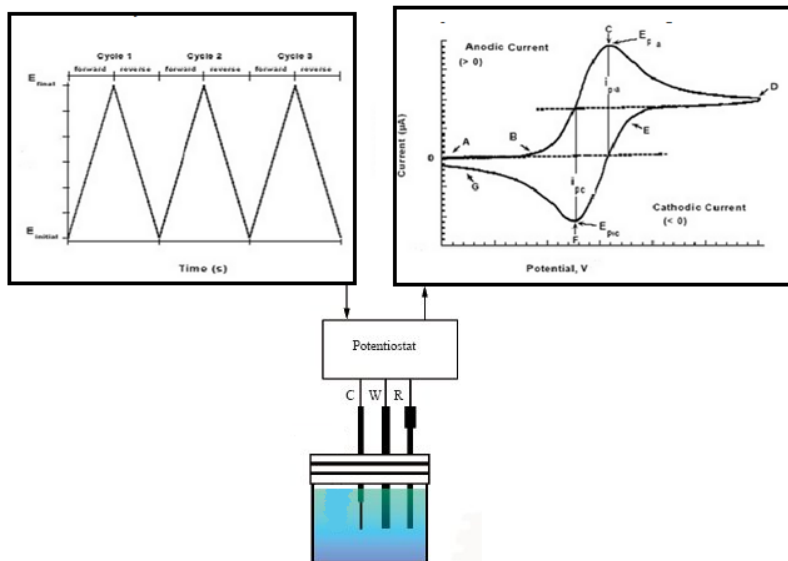 Cycle 1 Cycle 2 Cycle 3
forward reverse forward reverse forward reverse
E final
E initial
Time (s)
Anodic Current
(> 0)
C
E p a
i p a
D
A
B
E
0
G
i p c
Cathodic Current
(< 0)
E p c
F
Current (µA)
Potential, V
Potentiostat
C W R